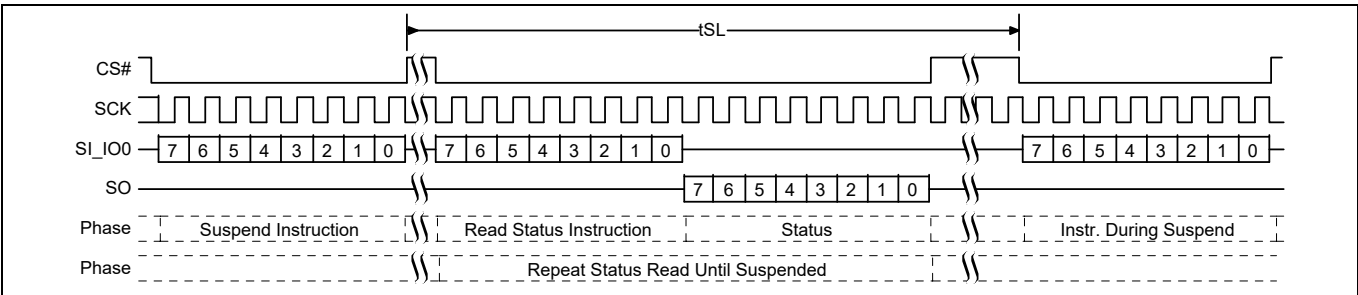 tSL
CS#
SCK
SI_IO0 7 6 5 4 3 2 1 0 7 6 5 4 3 2 1 0 7 6 5 4 3 2 1 0
SO 7 6 5 4 3 2 1 0
Phase Suspend Instruction Read Status Instruction Status Instr. During Suspend
Phase Repeat Status Read Until Suspended